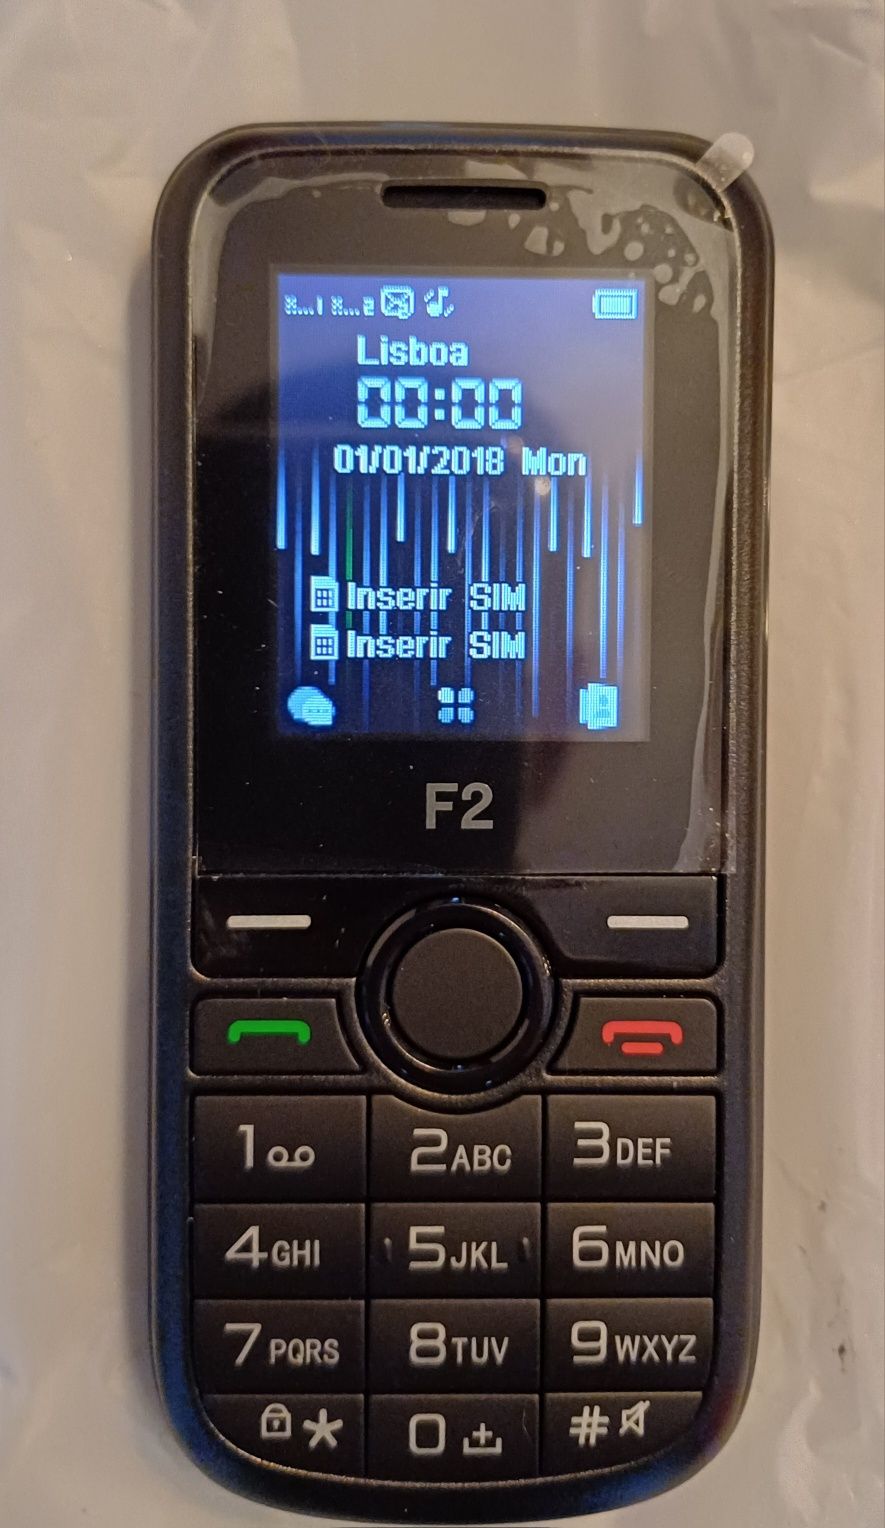 Lisboa
00:00
01/01/2018 Mon
Inserir SIM
Inserir SIM
F2
1
2ABC
3DEF
4GHI
5JKL
6MNO
7PQRS
8TUV
9WXYZ
*
0
#